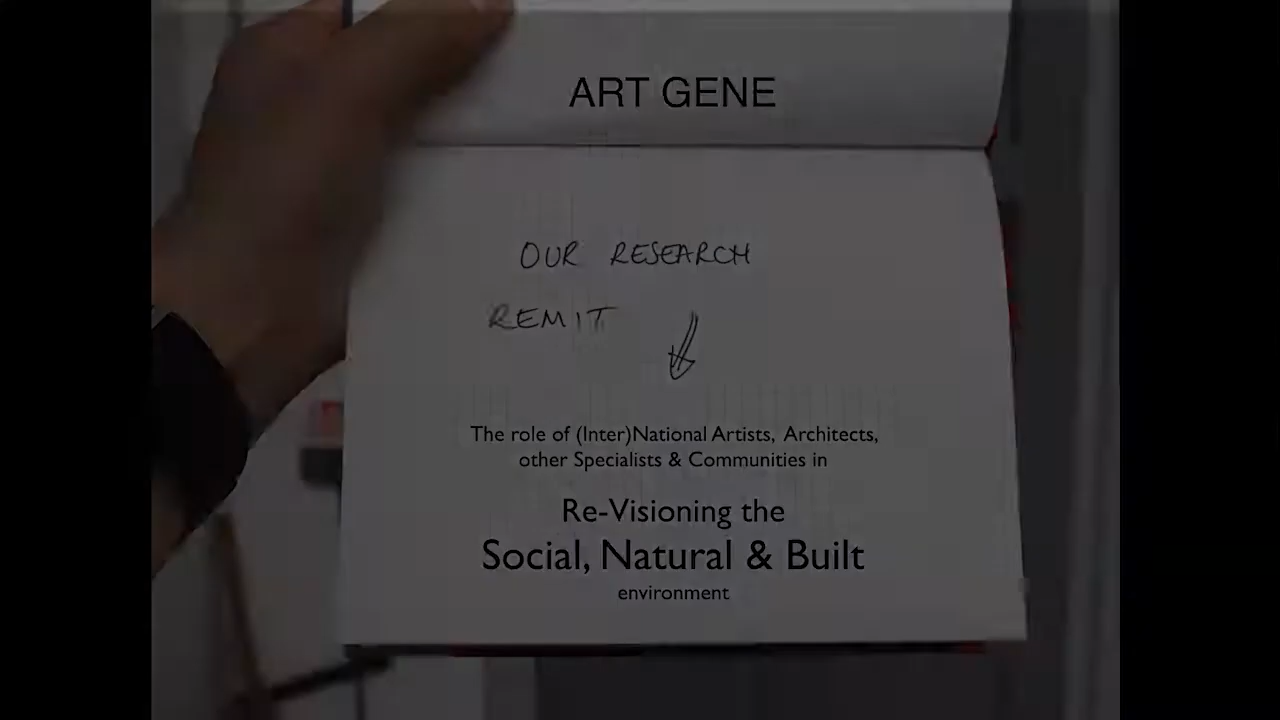 ART GENE
OUR RESEARCH
REMIT
The role of (Inter)National Artists, Architects,
other Specialists & Communities in
Re-Visioning the
Social, Natural & Built
environment